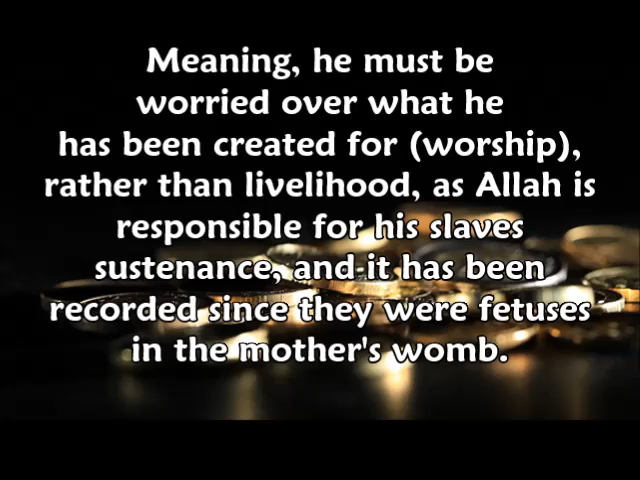 Meaning, he must be
worried over what he
has been created for (worship),
rather than livelihood, as Allah is
responsible for his slaves
sustenance, and it has been
recorded since they were fetuses
in the mother's womb.